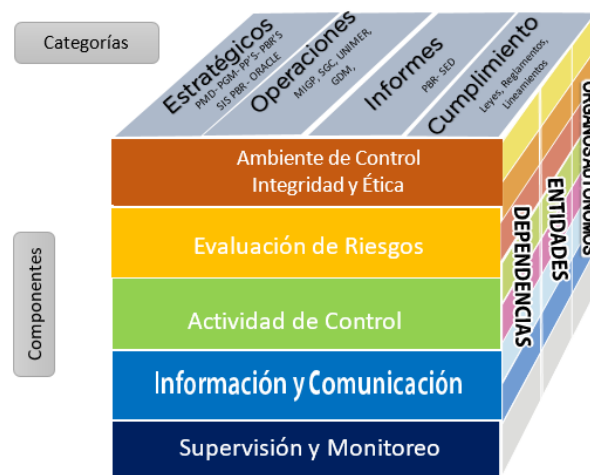 Categorías
Estratégicos
PMD- PGM- PP'S- PBR'S
SIS PBR- ORACLE
Operaciones
MIGP, SGC, UNIMER,
GDM,
Informes
PBR- SED
Cumplimiento
Leyes, Reglamentos,
Lineamientos
Componentes
Ambiente de Control
Integridad y Ética
Evaluación de Riesgos
Actividad de Control
Información y Comunicación
Supervisión y Monitoreo
DEPENDENCIAS
ENTIDADES
ORGANOS AUTONOMOS